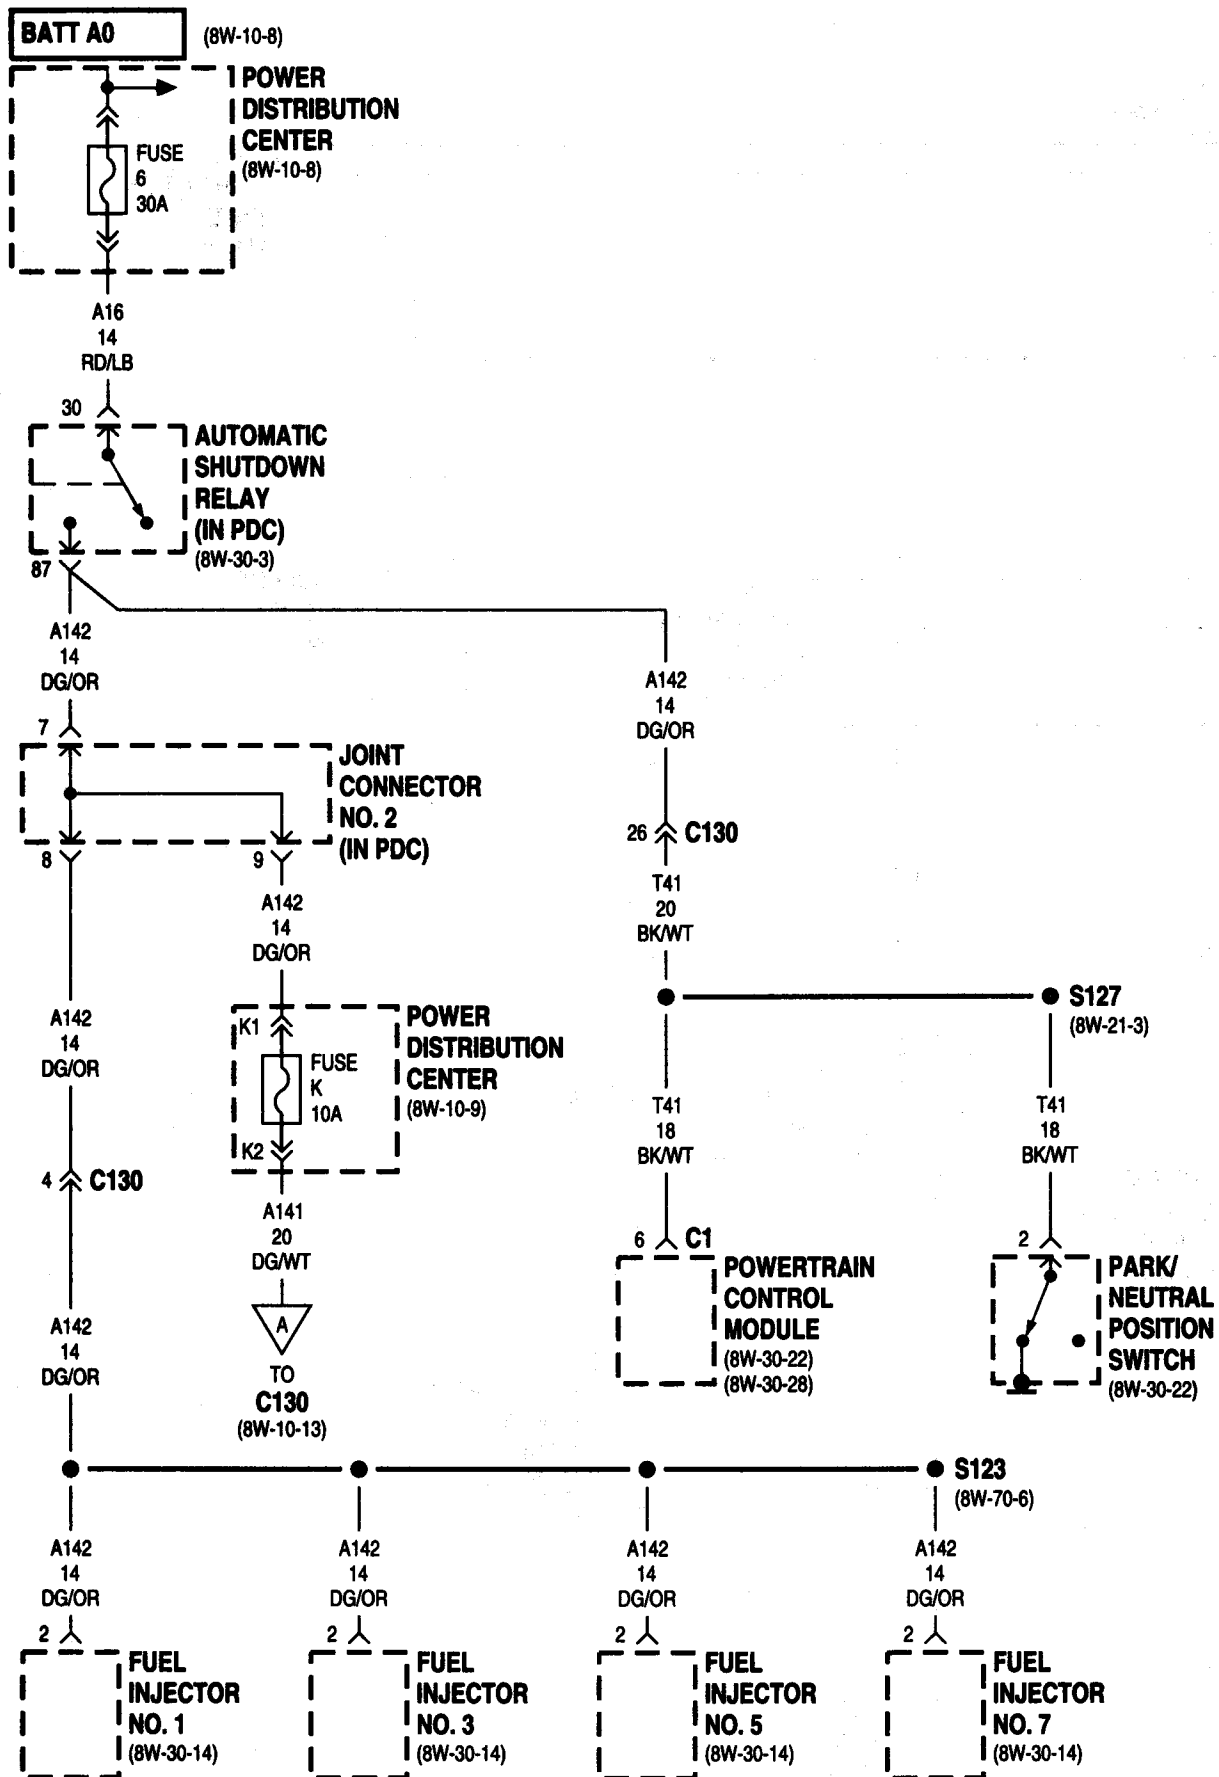 BATT A0
(8W-10-8)
POWER
DISTRIBUTION
CENTER
(8W-10-8)
FUSE
6
30A
A16
14
RD/LB
30
AUTOMATIC
SHUTDOWN
RELAY
(IN PDC)
(8W-30-3)
87
A142
14
DG/OR
A142
14
DG/OR
7
JOINT
CONNECTOR
NO. 2
(IN PDC)
8
9
26
C130
A142
14
DG/OR
T41
20
BK/WT
S127
(8W-21-3)
A142
14
DG/OR
K1
FUSE
K
10A
K2
POWER
DISTRIBUTION
CENTER
(8W-10-9)
T41
18
BK/WT
T41
18
BK/WT
4
C130
A141
20
DG/WT
A
TO
C130
(8W-10-13)
6
C1
POWERTRAIN
CONTROL
MODULE
(8W-30-22)
(8W-30-28)
2
PARK/
NEUTRAL
POSITION
SWITCH
(8W-30-22)
A142
14
DG/OR
S123
(8W-70-6)
A142
14
DG/OR
A142
14
DG/OR
A142
14
DG/OR
A142
14
DG/OR
2
FUEL
INJECTOR
NO. 1
(8W-30-14)
2
FUEL
INJECTOR
NO. 3
(8W-30-14)
2
FUEL
INJECTOR
NO. 5
(8W-30-14)
2
FUEL
INJECTOR
NO. 7
(8W-30-14)